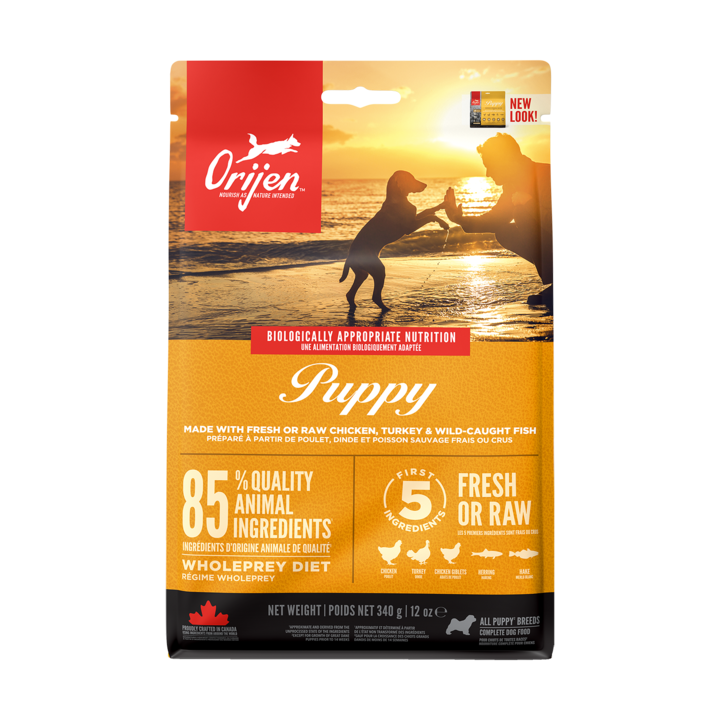 NEW
LOOK!
Orijen™
NOURISH AS NATURE INTENDED
BIOLOGICALLY APPROPRIATE NUTRITION
UNE ALIMENTATION BIOLOGIQUEMENT ADAPTÉE
Puppy
MADE WITH FRESH OR RAW CHICKEN, TURKEY & WILD-CAUGHT FISH
PRÉPARÉ À PARTIR DE POULET, DINDE ET POISSON SAUVAGE FRAIS OU CRUS
85% QUALITY
ANIMAL
INGREDIENTS
INGRÉDIENTS D'ORIGINE ANIMALE DE QUALITÉ
WHOLEPREY DIET
RÉGIME WHOLEPREY
FIRST
5
INGREDIENTS
FRESH
OR RAW
CHICKEN
POULET
TURKEY
DINDE
CHICKEN GIBLETS
HERRING
HARENG
HAKE
NET WEIGHT | POIDS NET 340 g | 12 oz ℮
PROUDLY CRAFTED IN CANADA
ALL PUPPY* BREEDS
COMPLETE DOG FOOD